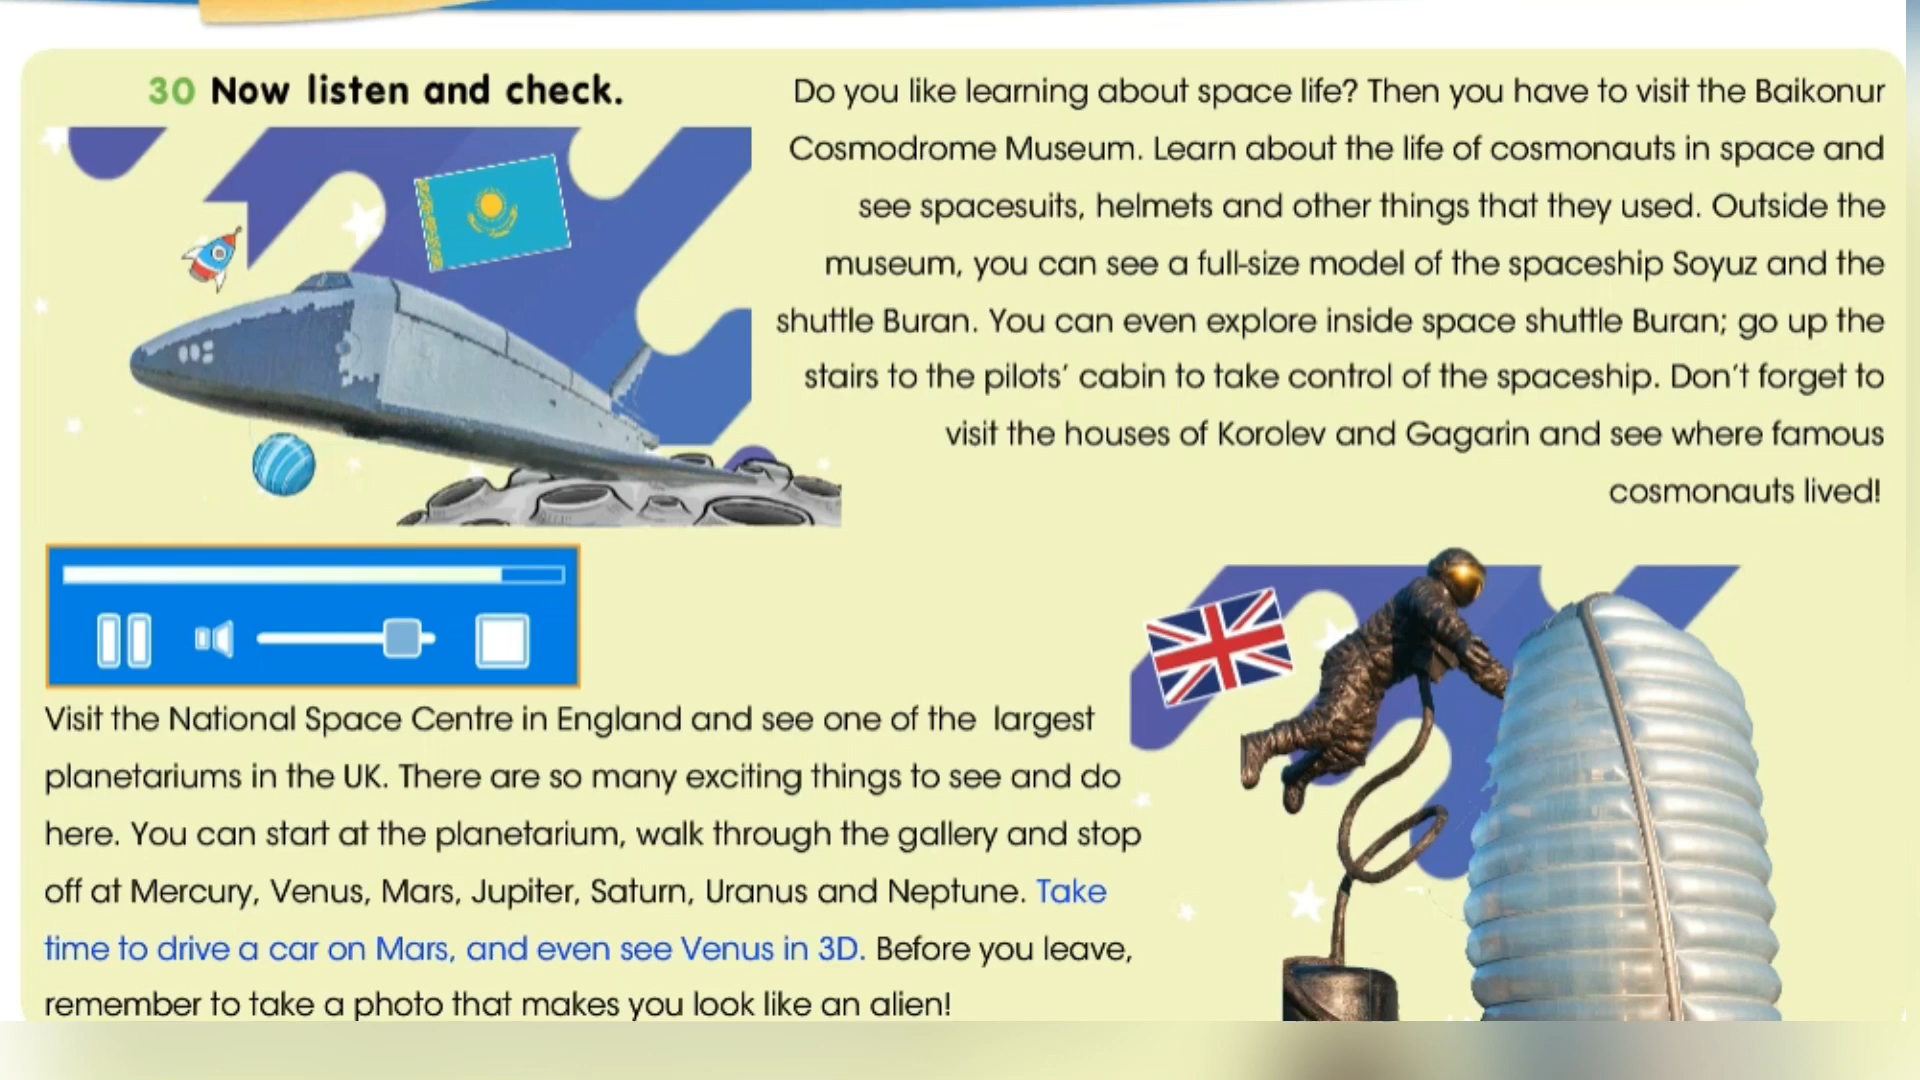 30 Now listen and check.
Do you like learning about space life? Then you have to visit the Baikonur
Cosmodrome Museum. Learn about the life of cosmonauts in space and
see spacesuits, helmets and other things that they used. Outside the
museum, you can see a full-size model of the spaceship Soyuz and the
shuttle Buran. You can even explore inside space shuttle Buran; go up the
stairs to the pilots' cabin to take control of the spaceship. Don't forget to
visit the houses of Korolev and Gagarin and see where famous
cosmonauts lived!
Visit the National Space Centre in England and see one of the largest
planetariums in the UK. There are so many exciting things to see and do
here. You can start at the planetarium, walk through the gallery and stop
off at Mercury, Venus, Mars, Jupiter, Saturn, Uranus and Neptune. Take
time to drive a car on Mars, and even see Venus in 3D. Before you leave,
remember to take a photo that makes you look like an alien!